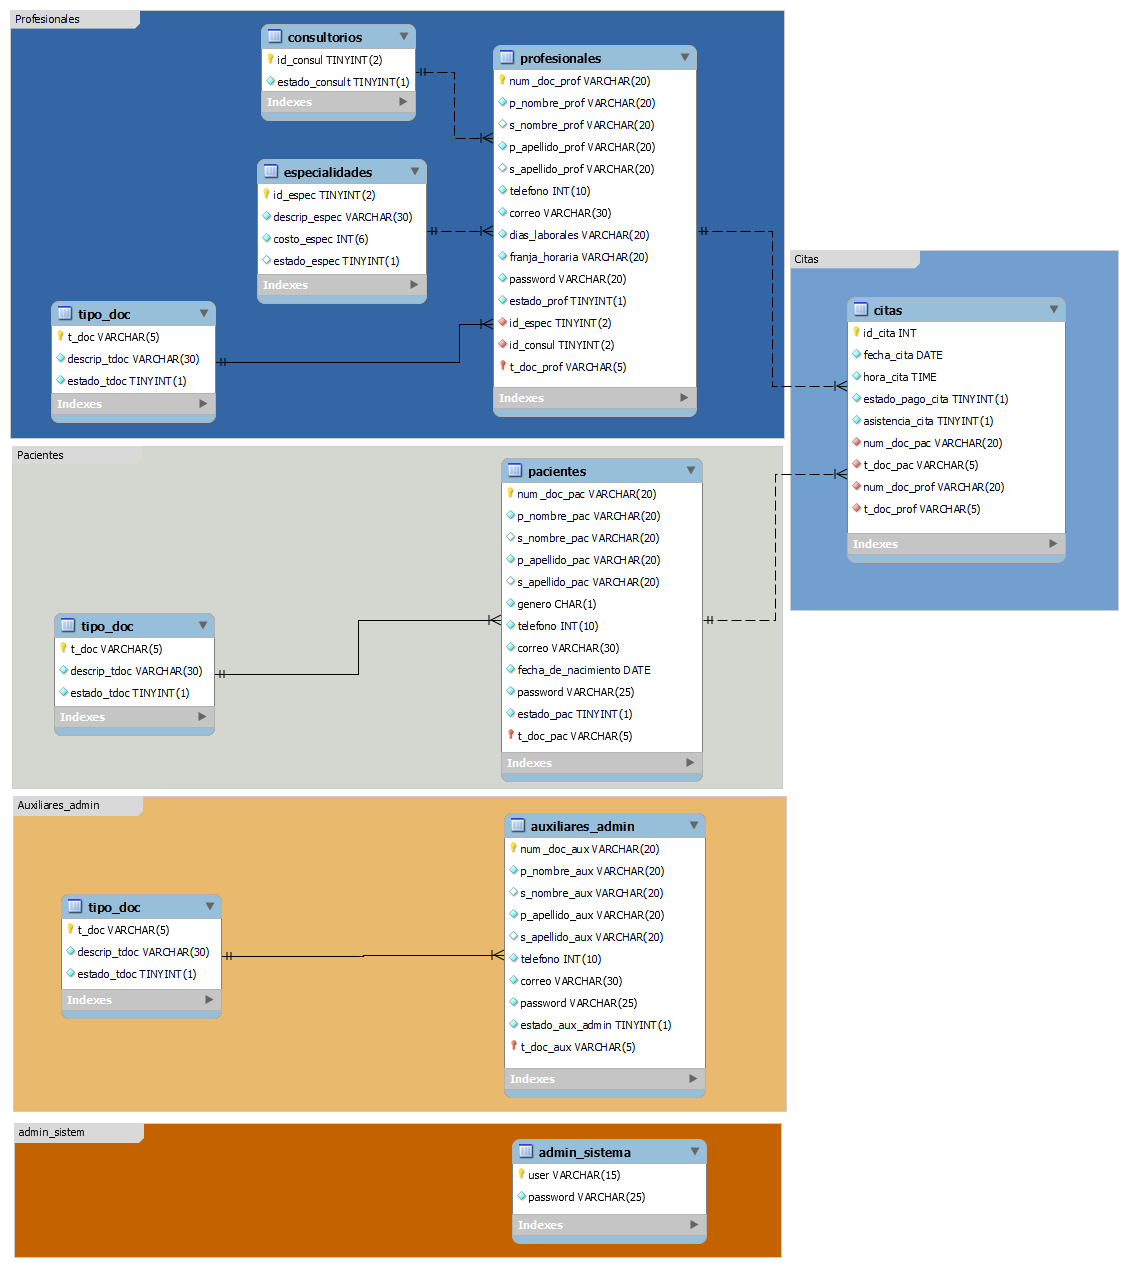 Profesionales
consultorios
id_consul TINYINT(2)
estado_consult TINYINT(1)
Indexes
especialidades
id_espec TINYINT(2)
descrip_espec VARCHAR(30)
costo_espec INT(6)
estado_espec TINYINT(1)
Indexes
tipo_doc
t_doc VARCHAR(5)
descrip_tdoc VARCHAR(30)
estado_tdoc TINYINT(1)
Indexes
profesionales
num_doc_prof VARCHAR(20)
p_nombre_prof VARCHAR(20)
s_nombre_prof VARCHAR(20)
p_apellido_prof VARCHAR(20)
s_apellido_prof VARCHAR(20)
telefono INT(10)
correo VARCHAR(30)
dias_laborales VARCHAR(20)
franja_horaria VARCHAR(20)
password VARCHAR(20)
estado_prof TINYINT(1)
id_espec TINYINT(2)
id_consul TINYINT(2)
t_doc_prof VARCHAR(5)
Indexes
Citas
citas
id_cita INT
fecha_cita DATE
hora_cita TIME
estado_pago_cita TINYINT(1)
asistencia_cita TINYINT(1)
num_doc_pac VARCHAR(20)
t_doc_pac VARCHAR(5)
num_doc_prof VARCHAR(20)
t_doc_prof VARCHAR(5)
Indexes
Pacientes
tipo_doc
t_doc VARCHAR(5)
descrip_tdoc VARCHAR(30)
estado_tdoc TINYINT(1)
Indexes
pacientes
num_doc_pac VARCHAR(20)
p_nombre_pac VARCHAR(20)
s_nombre_pac VARCHAR(20)
p_apellido_pac VARCHAR(20)
s_apellido_pac VARCHAR(20)
genero CHAR(1)
telefono INT(10)
correo VARCHAR(30)
fecha_de_nacimiento DATE
password VARCHAR(25)
estado_pac TINYINT(1)
t_doc_pac VARCHAR(5)
Indexes
Auxiliares_admin
tipo_doc
t_doc VARCHAR(5)
descrip_tdoc VARCHAR(30)
estado_tdoc TINYINT(1)
Indexes
auxiliares_admin
num_doc_aux VARCHAR(20)
p_nombre_aux VARCHAR(20)
s_nombre_aux VARCHAR(20)
p_apellido_aux VARCHAR(20)
s_apellido_aux VARCHAR(20)
telefono INT(10)
correo VARCHAR(30)
password VARCHAR(25)
estado_aux_admin TINYINT(1)
t_doc_aux VARCHAR(5)
Indexes
admin_sistem
admin_sistema
user VARCHAR(15)
password VARCHAR(25)
Indexes